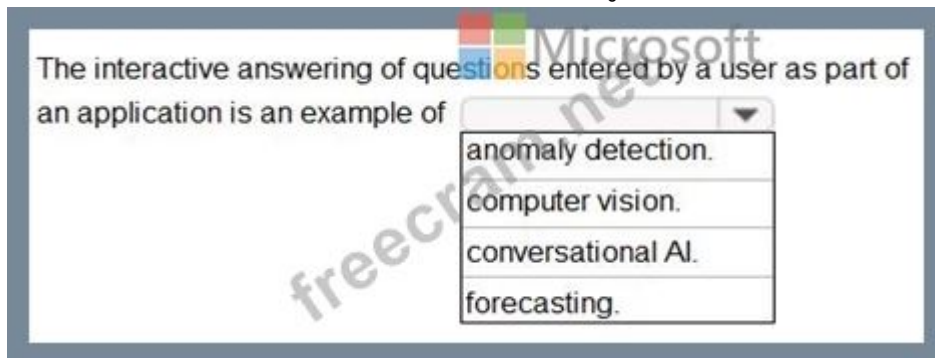 Microsoft
The interactive answering of questions entered by a user as part of
an application is an example of
anomaly detection.
computer vision.
conversational AI.
forecasting.
freecram.net